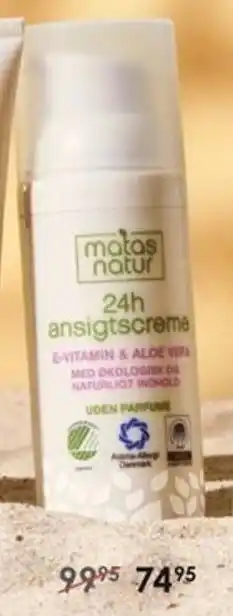 matas
natur
24h
ansigtscreme
E-VITAMIN & ALOE VERA
MED ØKOLOGISK OG
NATURLIGT INDHOLD
UDEN PARFUME
Astma-Allergi
Danmark
99 95 74 95